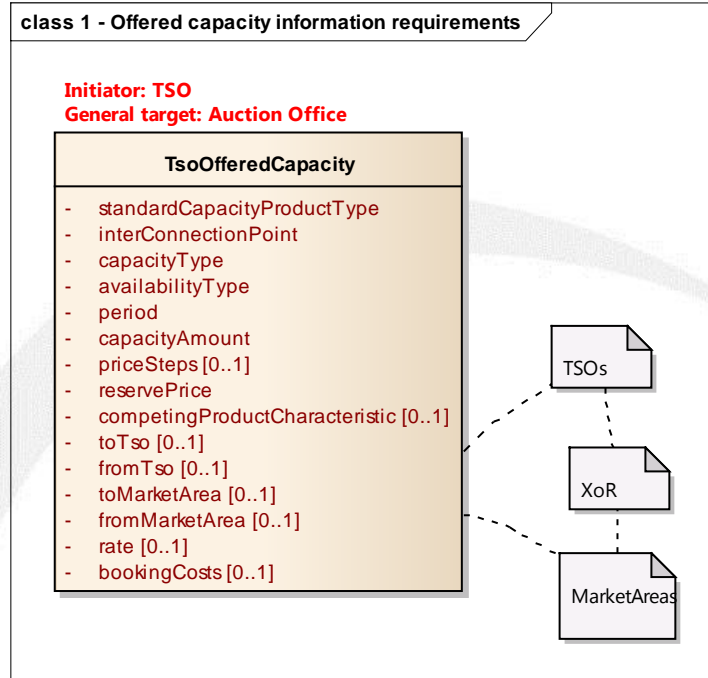 class 1 - Offered capacity information requirements
Initiator: TSO
General target: Auction Office
TsoOfferedCapacity
- standardCapacityProductType
- interConnectionPoint
- capacityType
- availabilityType
- period
- capacityAmount
- priceSteps [0..1]
- reservePrice
- competingProductCharacteristic [0..1]
- toTso [0..1]
- fromTso [0..1]
- toMarketArea [0..1]
- fromMarketArea [0..1]
- rate [0..1]
- bookingCosts [0..1]
TSOs
XoR
MarketAreas